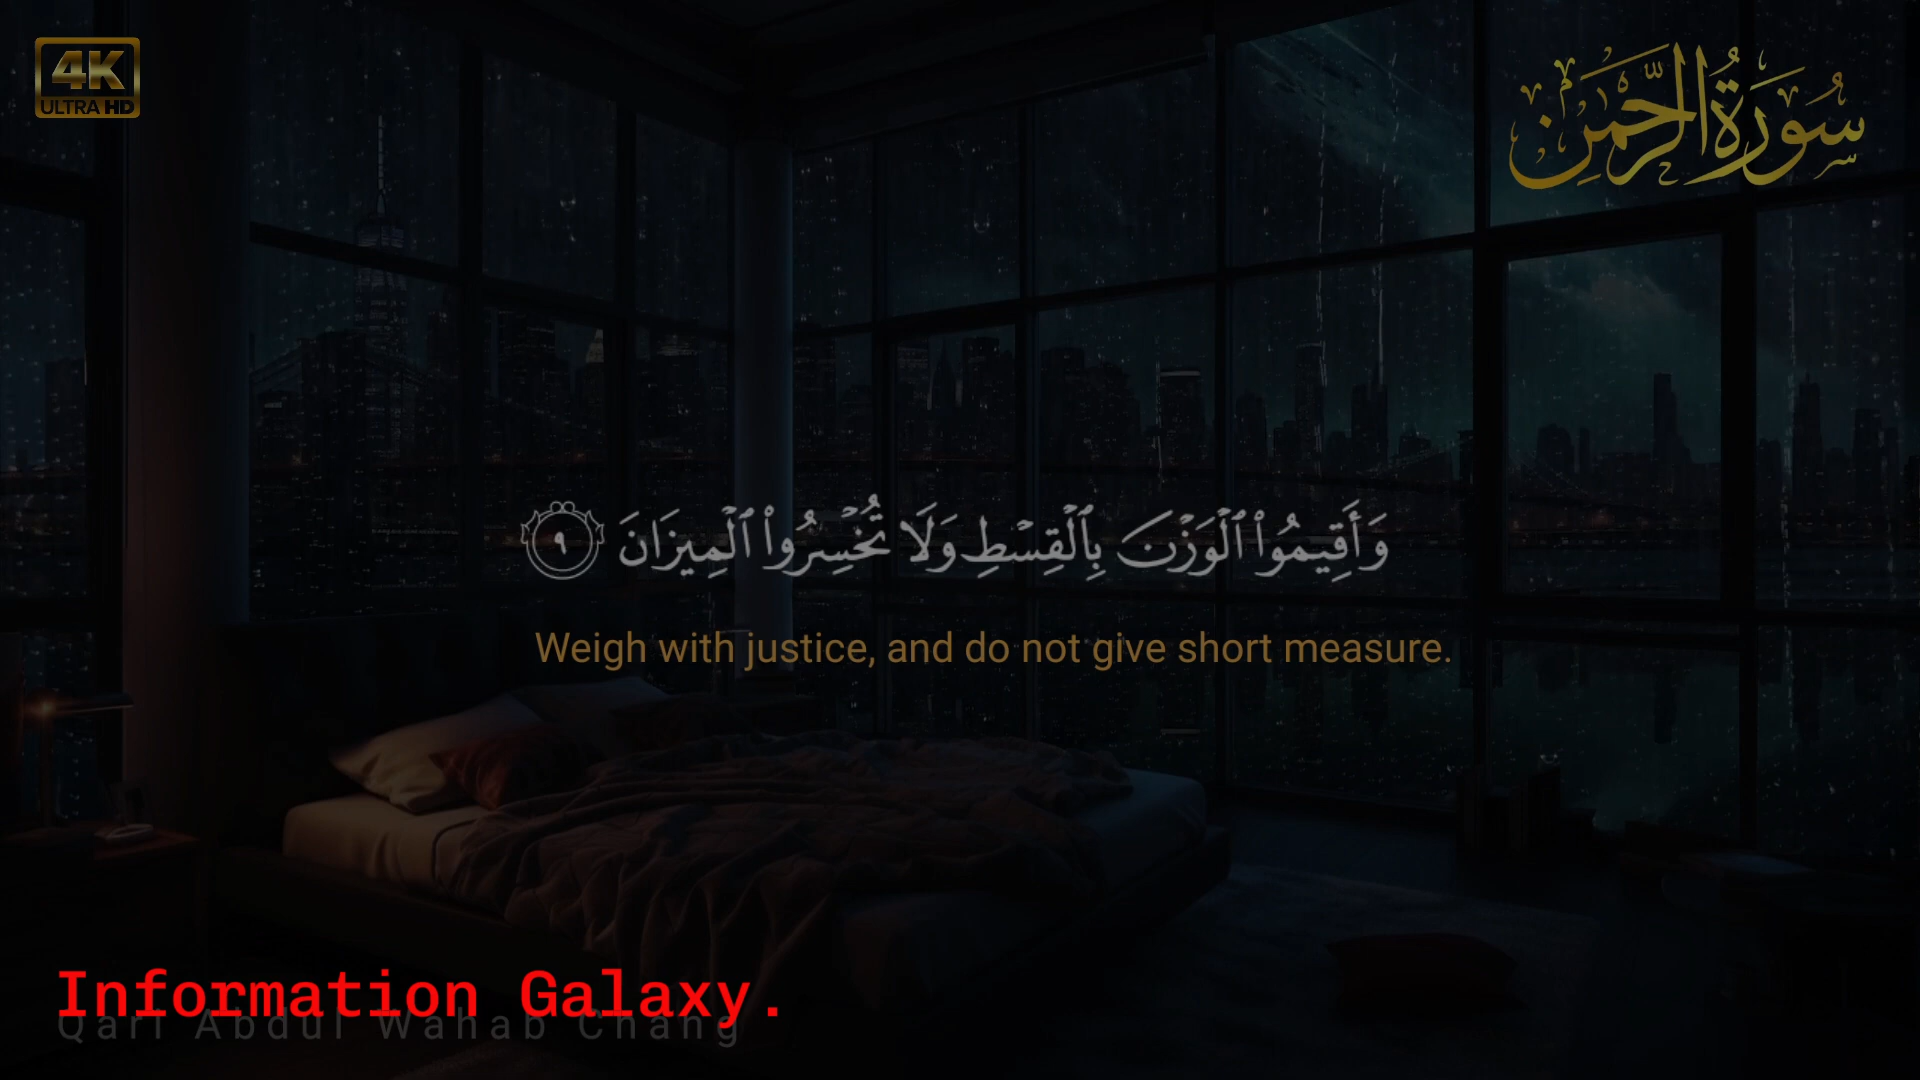 4K
ULTRA HD
سُورَةُ الرَّحْمَٰنِ
وَأَقِيمُوا۟ ٱلْوَزْنَ بِٱلْقِسْطِ وَلَا تُخْسِرُوا۟ ٱلْمِيزَانَ ٩
Weigh with justice, and do not give short measure.
Information Galaxy.
Qari Abdul Wahab Chang